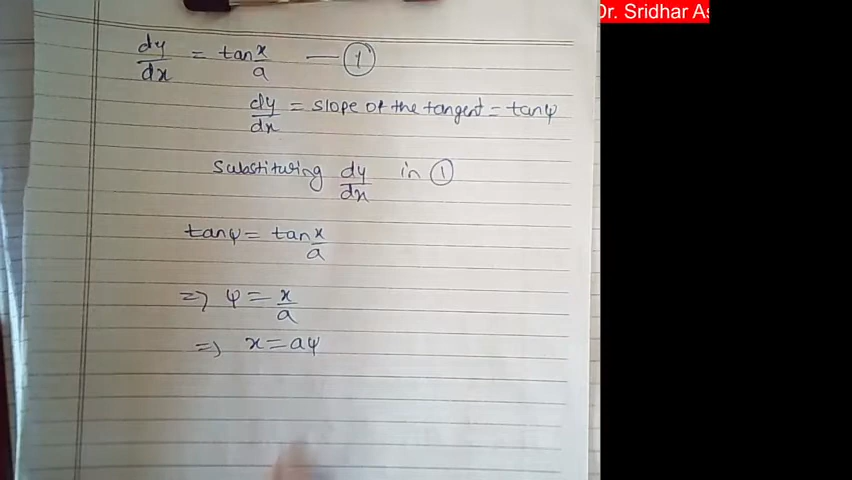 Dr. Sridhar As
dy/dx = tan x/a — ①
dy/dx = slope of the tangent = tanψ
Substituring dy/dx in ①
tanψ = tan x/a
=> ψ = x/a
=> x = aψ